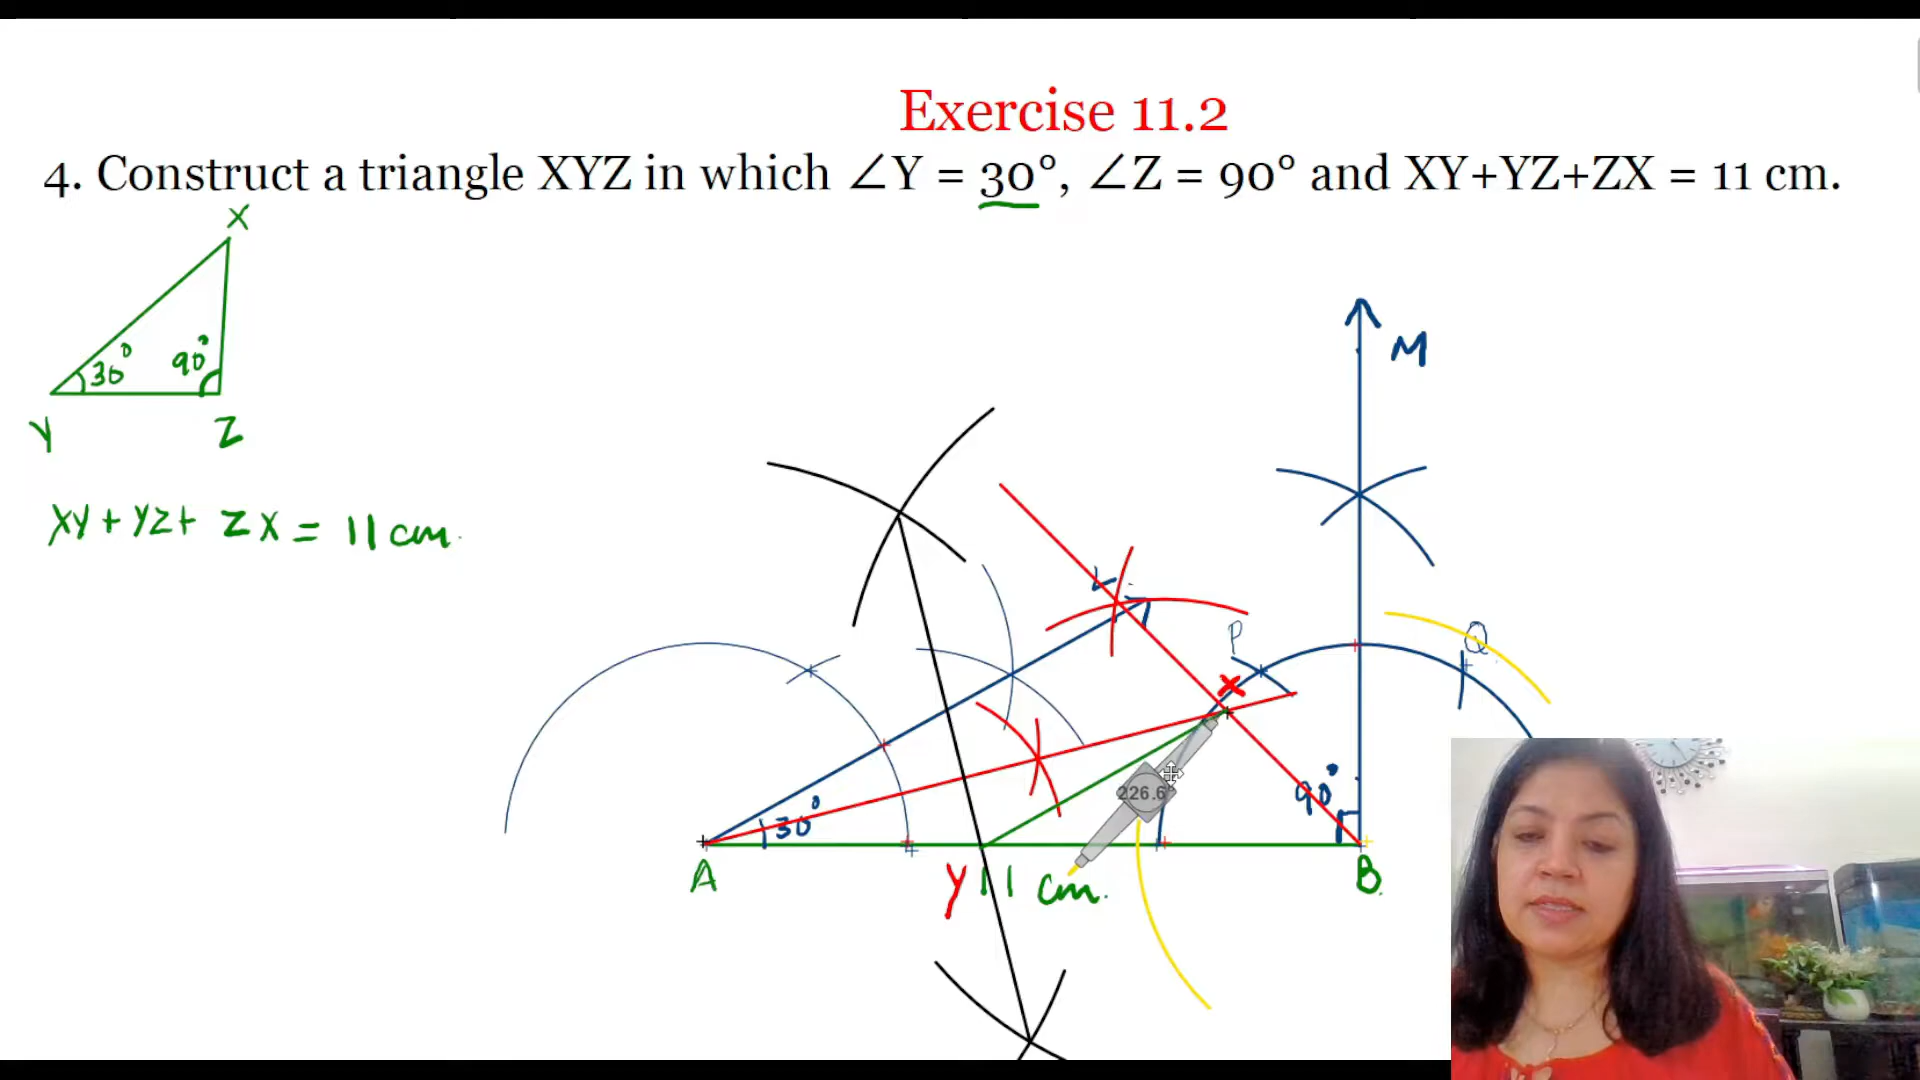 Exercise 11.2
4. Construct a triangle XYZ in which ∠Y = 30°, ∠Z = 90° and XY+YZ+ZX = 11 cm.
X
30°
90°
Y
Z
XY + YZ + ZX = 11 cm.
M
L
P
Q
X
226.6
30°
90°
A
Y
11 cm.
B